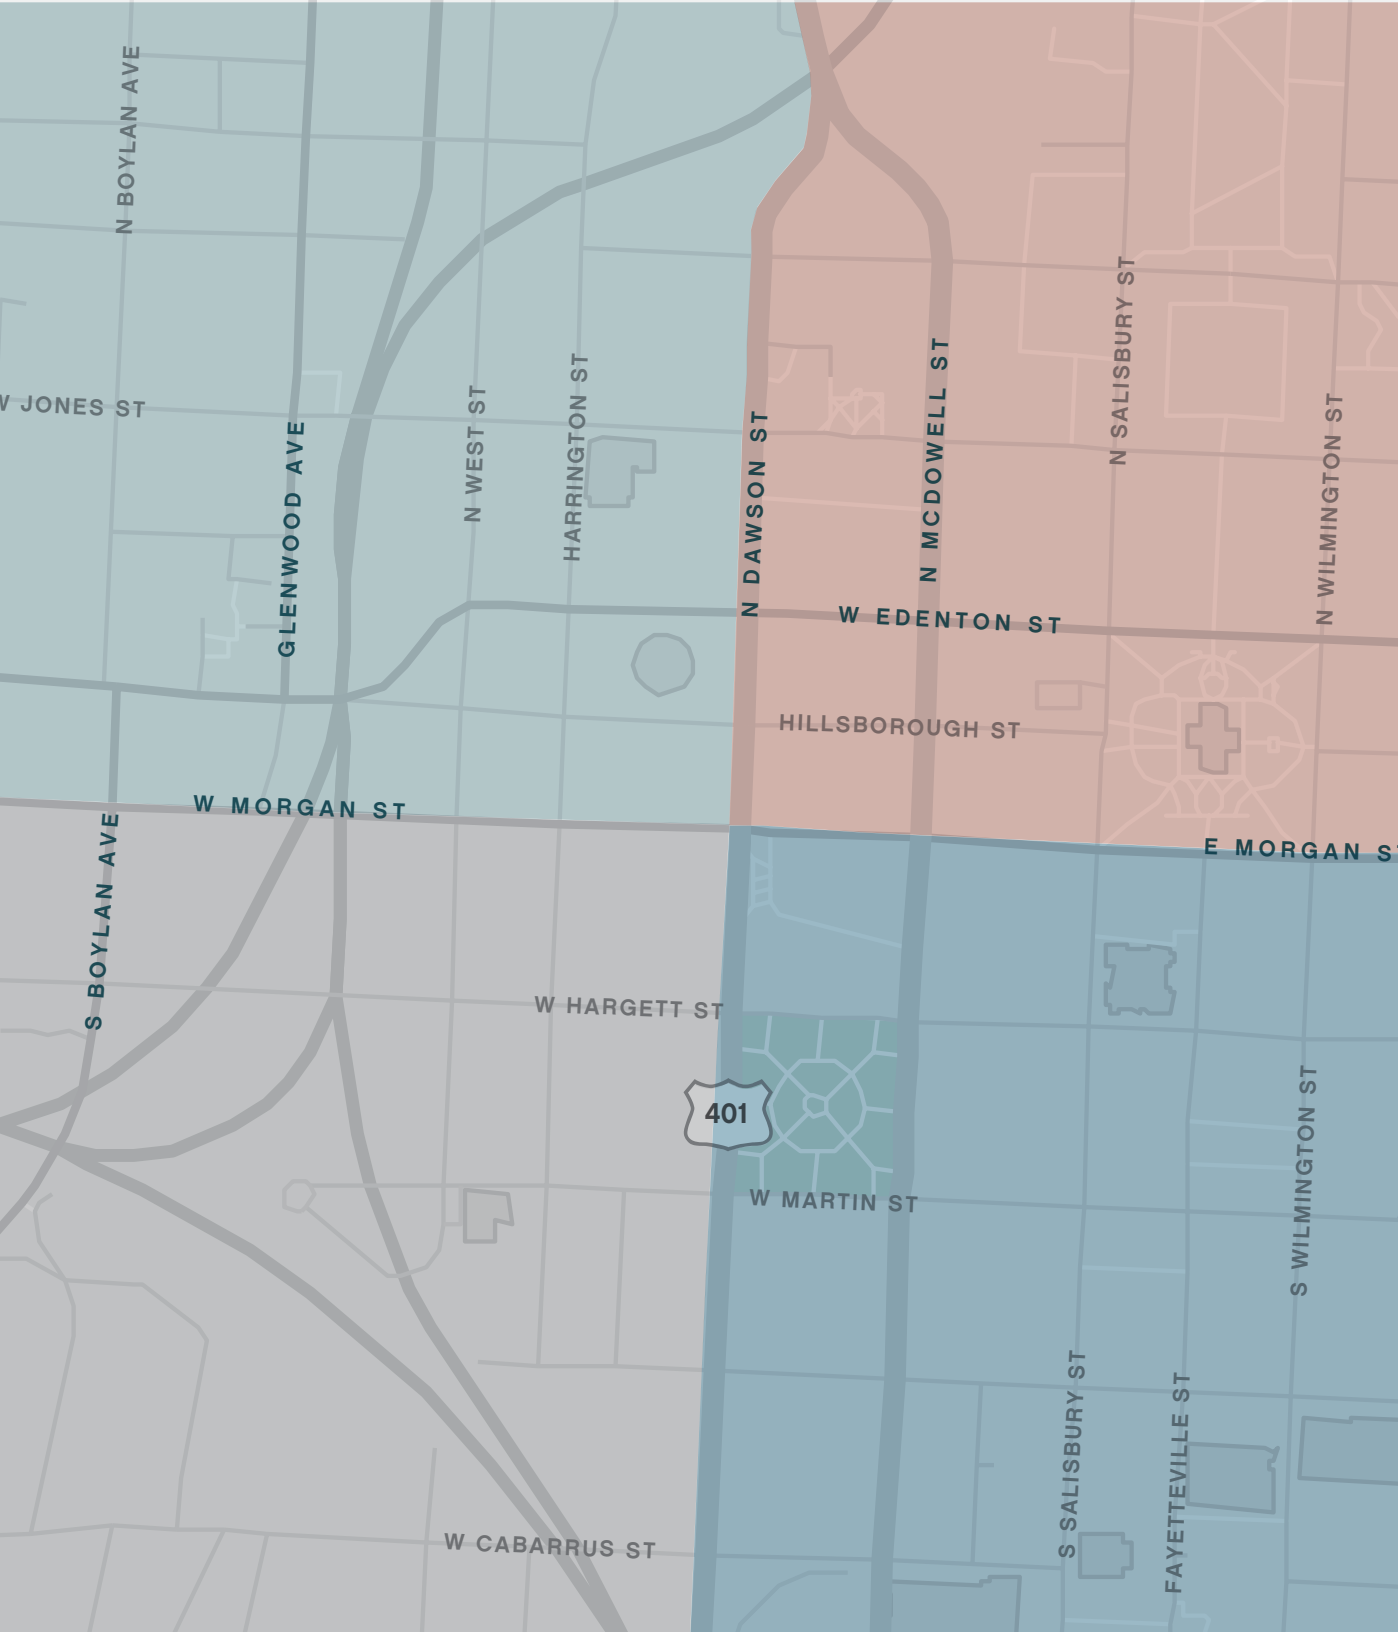 N BOYLAN AVE
N SALISBURY ST
N MCDOWELL ST
W JONES ST
N WEST ST
HARRINGTON ST
N DAWSON ST
N WILMINGTON ST
GLENWOOD AVE
W EDENTON ST
HILLSBOROUGH ST
W MORGAN ST
E MORGAN S
S BOYLAN AVE
W HARGETT ST
401
S WILMINGTON ST
W MARTIN ST
S SALISBURY ST
FAYETTEVILLE ST
W CABARRUS ST